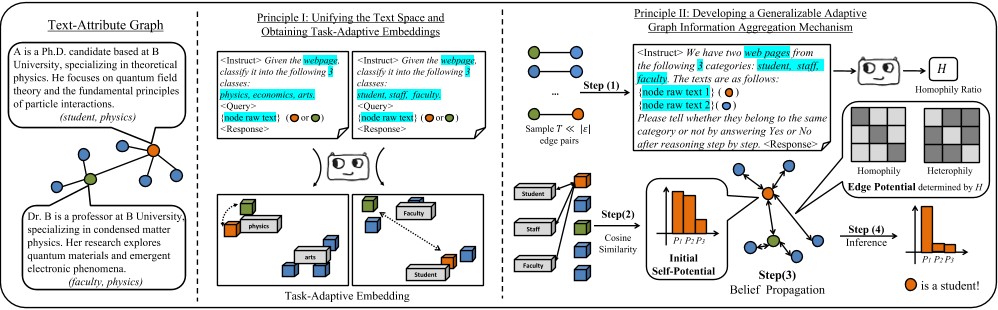 Text-Attribute Graph
A is a Ph.D. candidate based at B
University, specializing in theoretical
physics. He focuses on quantum field
theory and the fundamental principles
of particle interactions.
(student, physics)
Dr. B is a professor at B University,
specializing in condensed matter
physics. Her research explores
quantum materials and emergent
electronic phenomena.
(faculty, physics)
Principle I: Unifying the Text Space and
Obtaining Task-Adaptive Embeddings
<Instruct> Given the webpage,
classify it into the following 3
classes:
physics, economics, arts.
<Query>
{node raw text} ( or )
<Response>
<Instruct> Given the webpage,
classify it into the following 3
classes:
student, staff, faculty.
<Query>
{node raw text} ( or )
<Response>
physics
arts
Faculty
Student
Task-Adaptive Embedding
Principle II: Developing a Generalizable Adaptive
Graph Information Aggregation Mechanism
...
Sample T ≪ |ε|
edge pairs
Step (1)
<Instruct> We have two web pages from
the following 3 categories: student, staff,
faculty. The texts are as follows:
{node raw text 1} ( )
{node raw text 2} ( )
Please tell whether they belong to the same
category or not by answering Yes or No
after reasoning step by step. <Response>
H
Homophily Ratio
Student
Staff
Faculty
Step(2)
Cosine
Similarity
P1 P2 P3
Initial
Self-Potential
Step(3)
Belief Propagation
Homophily
Heterophily
Edge Potential determined by H
Step (4)
Inference
P1 P2 P3
is a student!